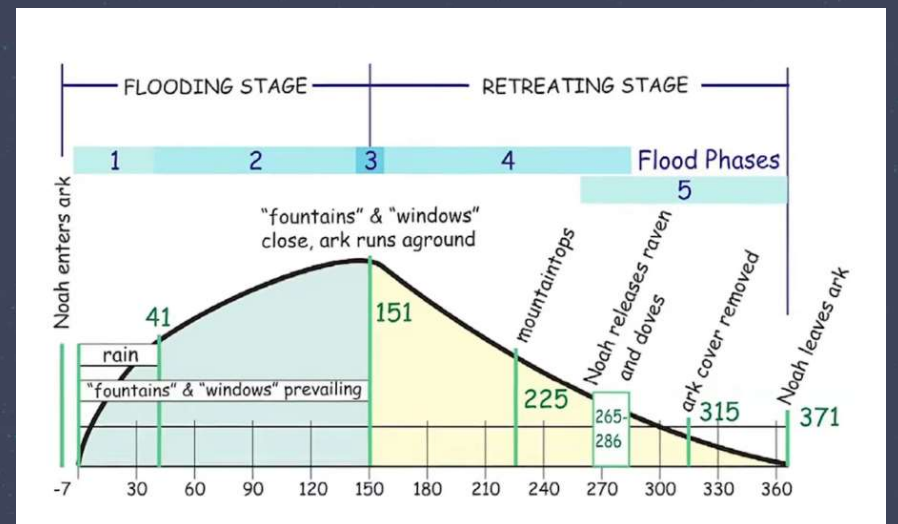 FLOODING STAGE
RETREATING STAGE
1
2
3
4
Flood Phases
5
Noah enters ark
"fountains" & "windows"
close, ark runs aground
mountaintops
Noah releases raven
and doves
ark cover removed
Noah leaves ark
41
151
rain
"fountains" & "windows" prevailing
225
265-
286
315
371
-7 30 60 90 120 150 180 210 240 270 300 330 360